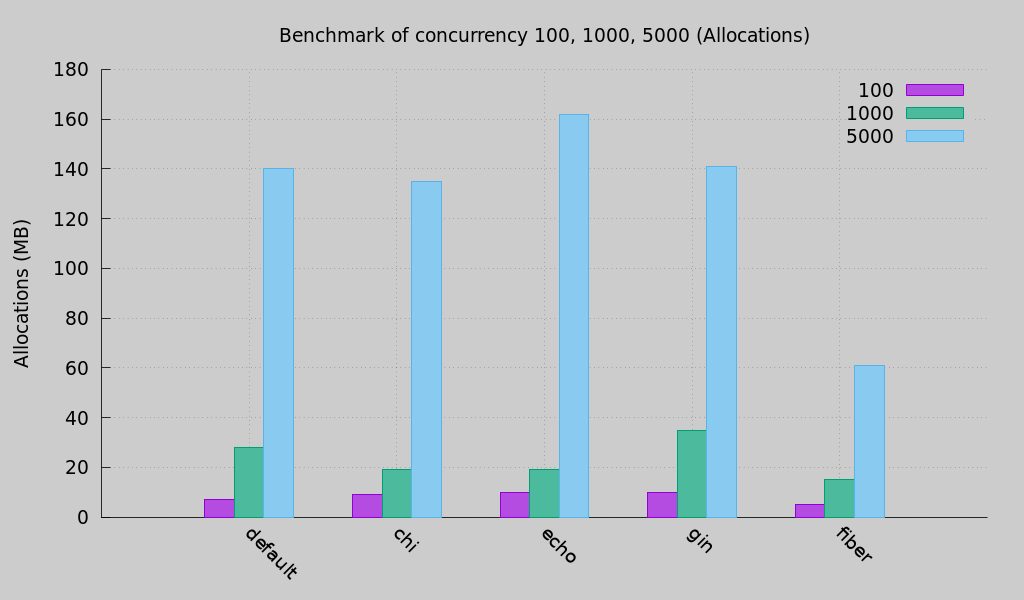 Benchmark of concurrency 100, 1000, 5000 (Allocations)
180
160
140
120
100
80
60
40
20
0
Allocations (MB)
100
1000
5000
default
chi
echo
gin
fiber